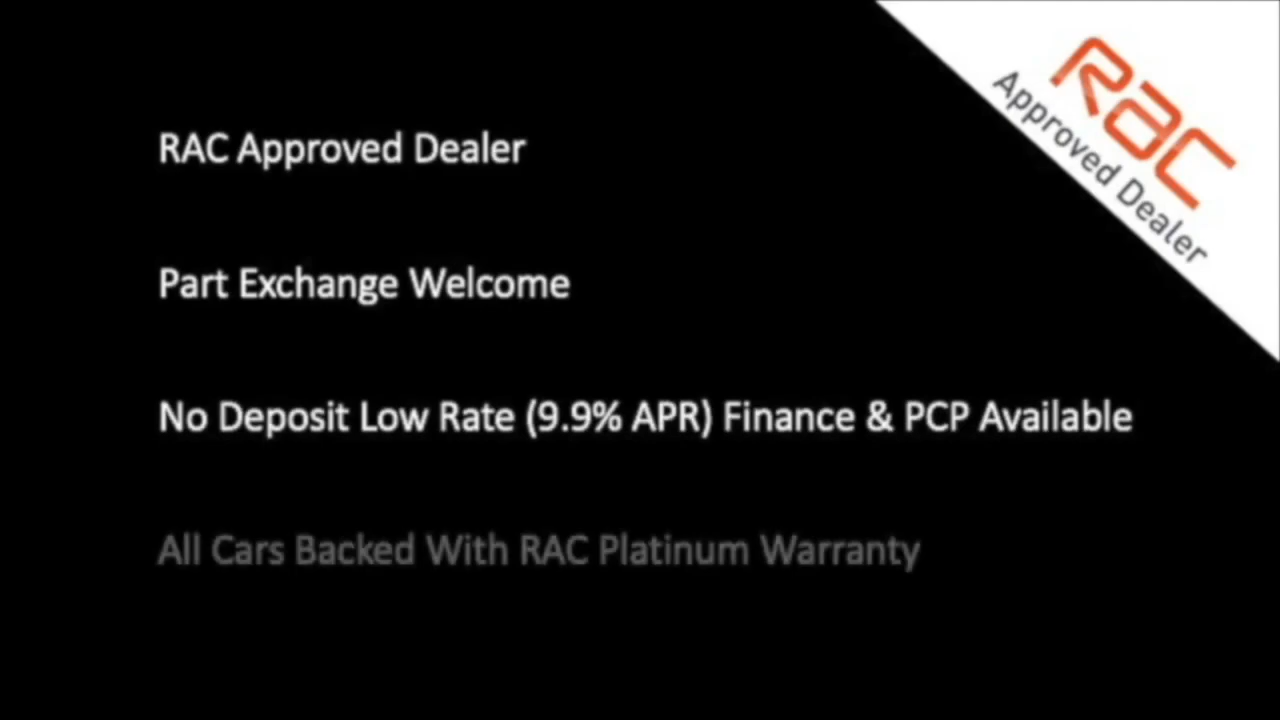 RAC
Approved Dealer
RAC Approved Dealer
Part Exchange Welcome
No Deposit Low Rate (9.9% APR) Finance & PCP Available
All Cars Backed With RAC Platinum Warranty